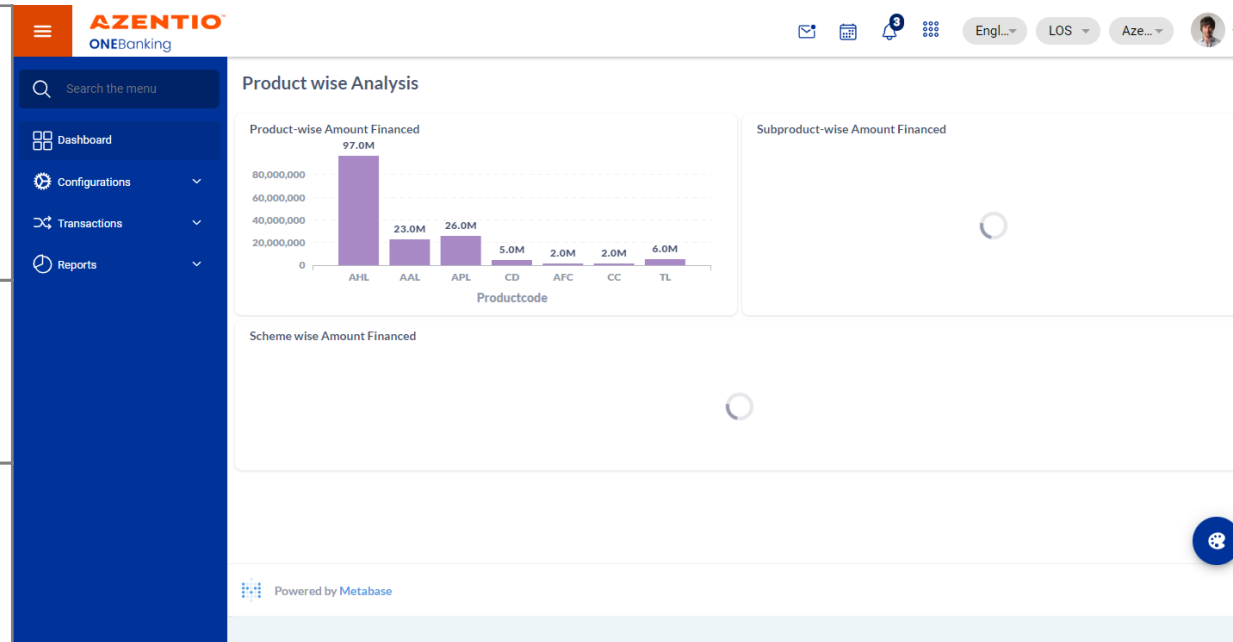 AZENTIO
ONEBanking
3
Engl...
LOS
Aze...
Search the menu
Dashboard
Configurations
Transactions
Reports
Product wise Analysis
Product-wise Amount Financed
97.0M
80,000,000
60,000,000
40,000,000
20,000,000
0
23.0M
26.0M
5.0M
2.0M
2.0M
6.0M
AHL AAL APL CD AFC CC TL
Productcode
Subproduct-wise Amount Financed
Scheme wise Amount Financed
Powered by Metabase